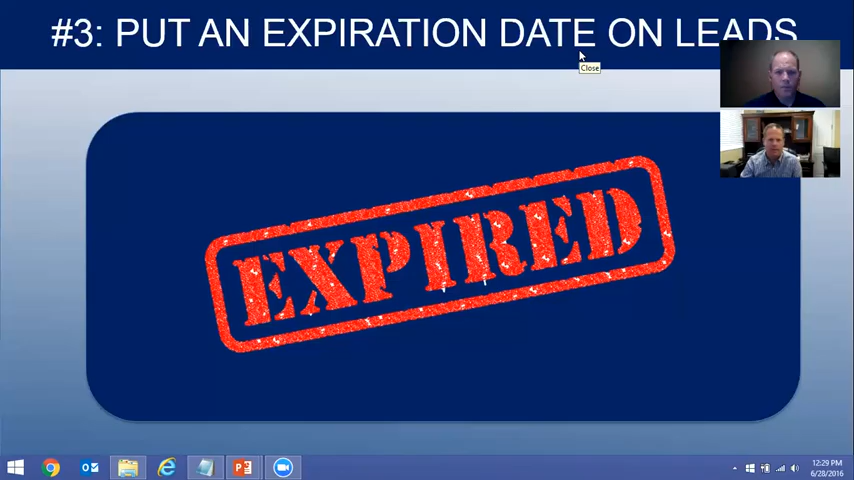 #3: PUT AN EXPIRATION DATE ON LEADS
Close
EXPIRED
12:29 PM
6/28/2016